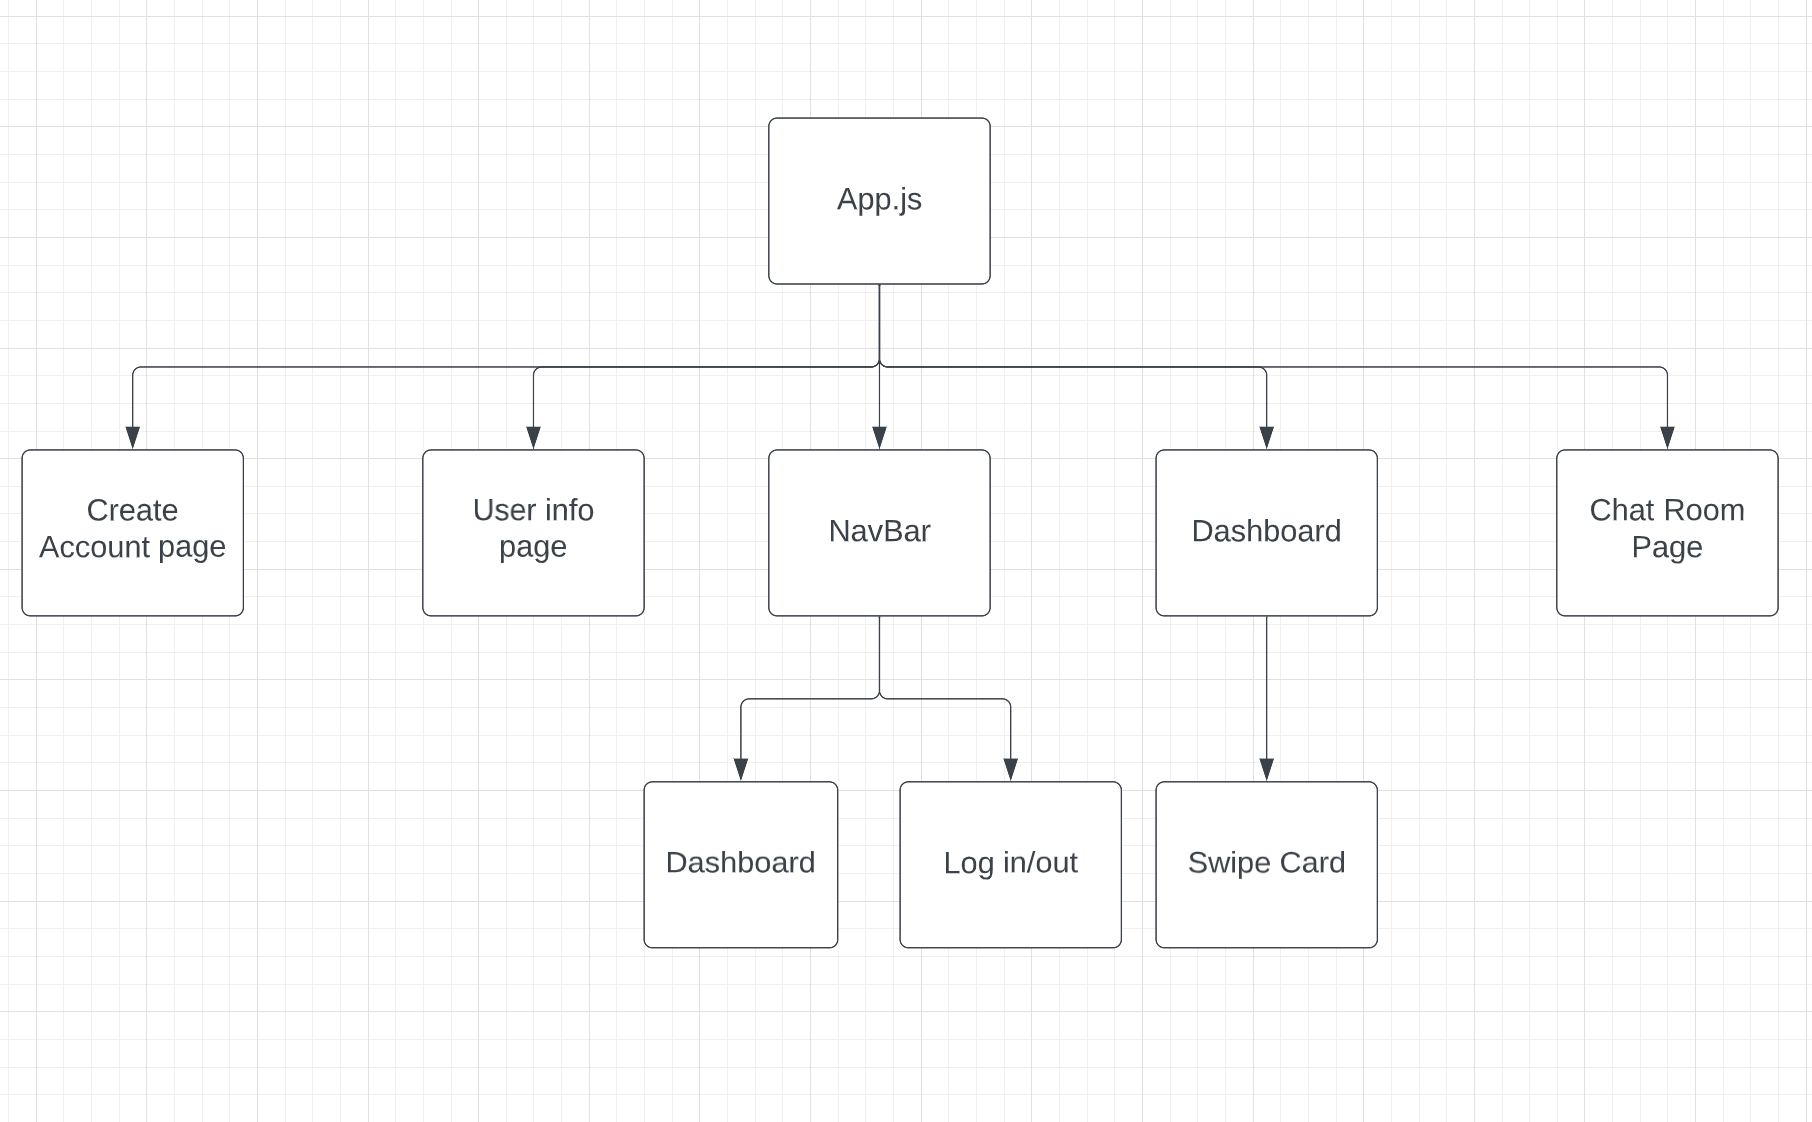 App.js
Create
Account page
User info
page
NavBar
Dashboard
Chat Room
Page
Dashboard
Log in/out
Swipe Card